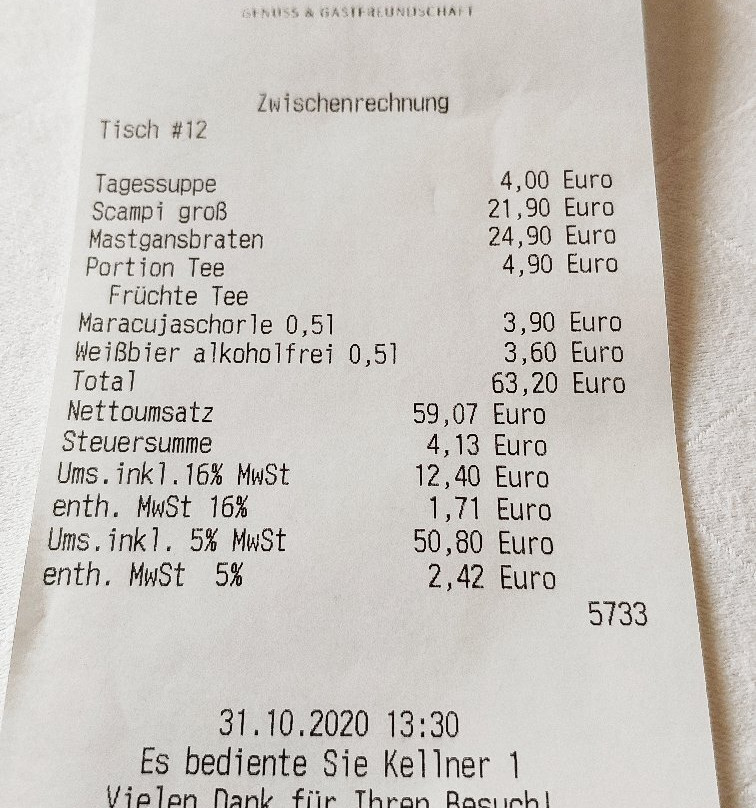 GENUSS & GASTFREUNDSCHAFT
Zwischenrechnung
Tisch #12
Tagessuppe 4,00 Euro
Scampi groß 21,90 Euro
Mastgansbraten 24,90 Euro
Portion Tee 4,90 Euro
Früchte Tee
Maracujaschorle 0,5l 3,90 Euro
Weißbier alkoholfrei 0,5l 3,60 Euro
Total 63,20 Euro
Nettoumsatz 59,07 Euro
Steuersumme 4,13 Euro
Ums.inkl.16% MwSt 12,40 Euro
enth. MwSt 16% 1,71 Euro
Ums.inkl. 5% MwSt 50,80 Euro
enth. MwSt 5% 2,42 Euro
5733
31.10.2020 13:30
Es bediente Sie Kellner 1
Vielen Dank für Ihren Besuch!